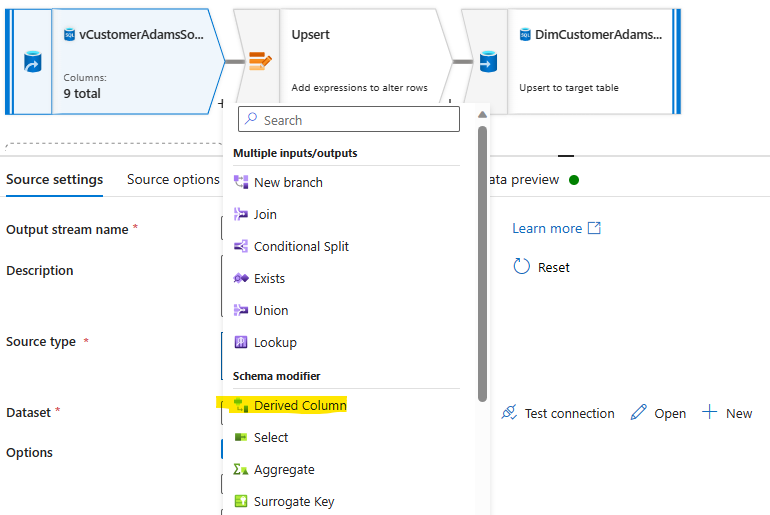 vCustomerAdamsSo...
Columns:
9 total
Upsert
Add expressions to alter rows
DimCustomerAdams...
Upsert to target table
Search
Multiple inputs/outputs
New branch
Join
Conditional Split
Exists
Union
Lookup
Schema modifier
Derived Column
Select
Aggregate
Surrogate Key
Source settings
Source options
ata preview
Output stream name *
Learn more
Description
Reset
Source type *
Dataset *
Test connection
Open
New
Options